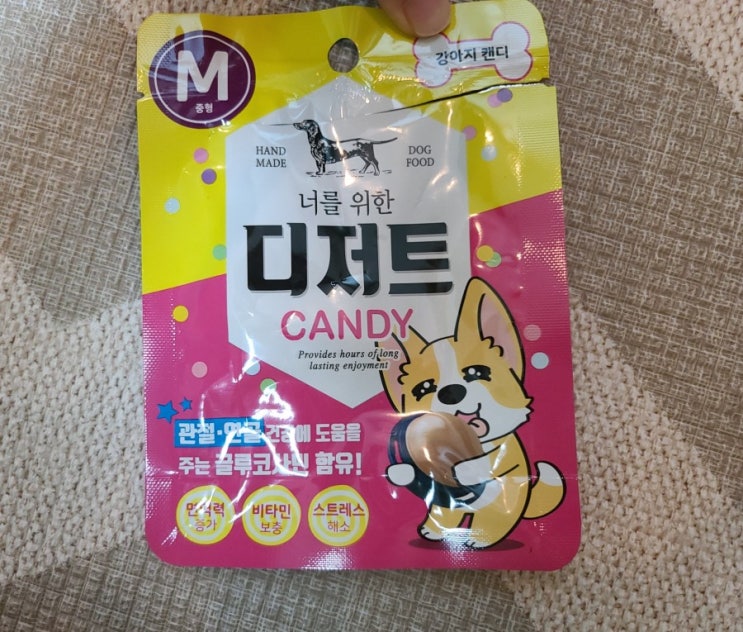 M
중형
강아지 캔디
HAND
MADE
DOG
FOOD
너를 위한
디저트
CANDY
Provides hours of long
lasting enjoyment
관절·연골 건강에 도움을
주는 글루코사민 함유!
면역력
증가
비타민
보충
스트레스
해소